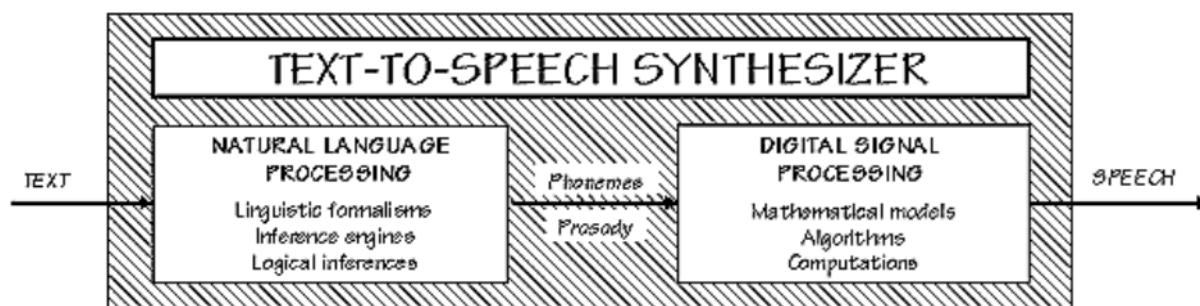 TEXT-TO-SPEECH SYNTHESIZER
TEXT
NATURAL LANGUAGE
PROCESSING
Linguistic formalisms
Inference engines
Logical inferences
Phonemes
Prosody
DIGITAL SIGNAL
PROCESSING
Mathematical models
Algorithms
Computations
SPEECH